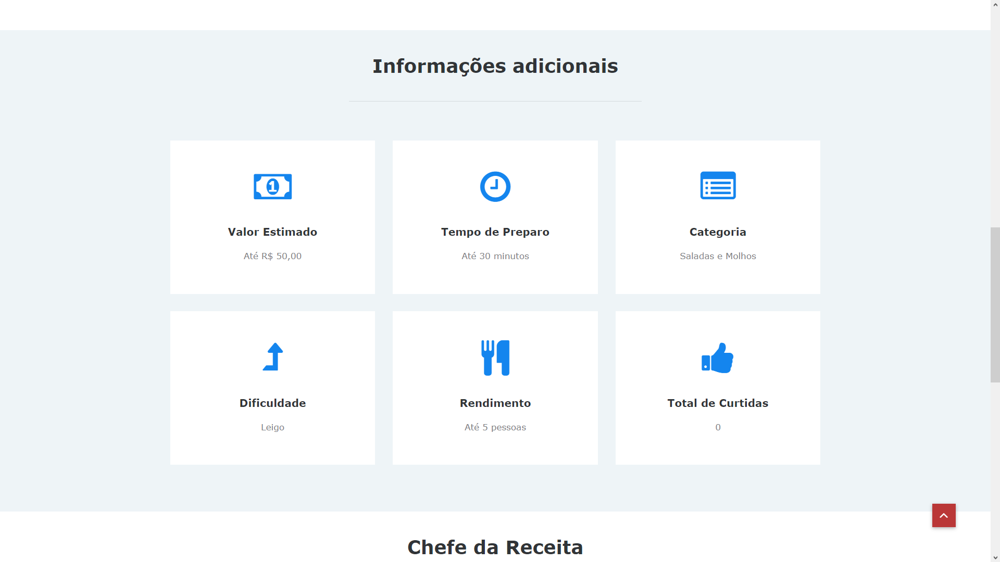 Informações adicionais
1
Valor Estimado
Até R$ 50,00
Tempo de Preparo
Até 30 minutos
Categoria
Saladas e Molhos
Dificuldade
Leigo
Rendimento
Até 5 pessoas
Total de Curtidas
0
Chefe da Receita